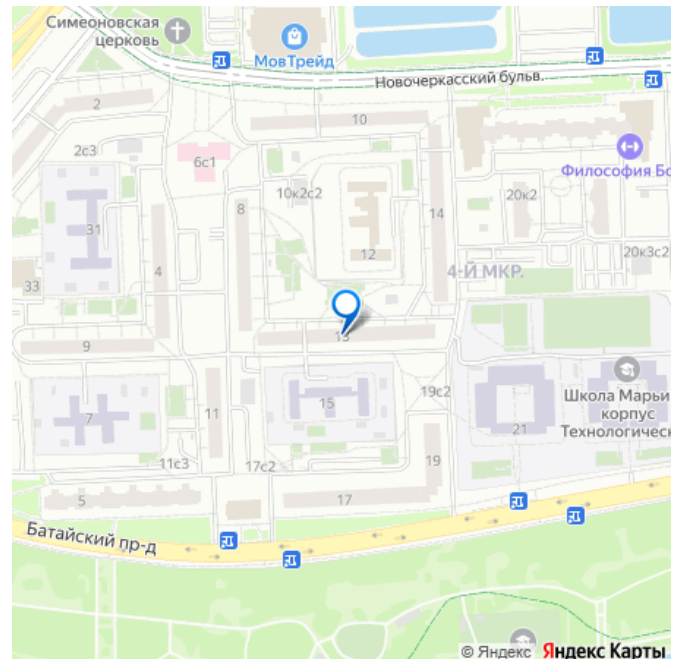 Симеоновская
церковь
МовТрейд
Новочеркасский бульв.
2
10
2с3
6с1
Философия Бо
10к2с2
20к2
8
14
31
12
20к3с2
4
4-Й МКР.
33
13
9
Школа Марьи
корпус
Технологическ
15
19с2
7
11
21
19
11с3
17с2
5
17
Батайский пр-д
© Яндекс Яндекс Карты